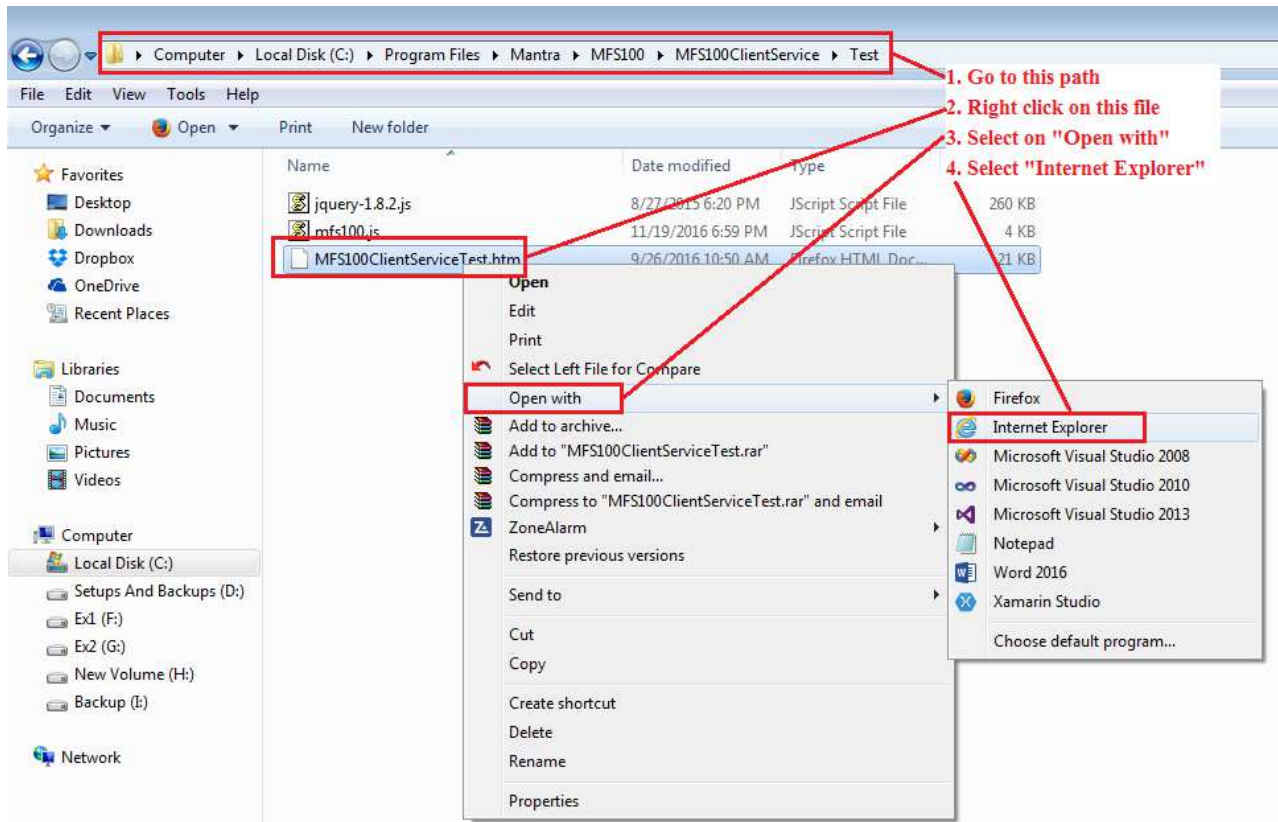 Computer ▸ Local Disk (C:) ▸ Program Files ▸ Mantra ▸ MFS100 ▸ MFS100ClientService ▸ Test
1. Go to this path
2. Right click on this file
3. Select on "Open with"
4. Select "Internet Explorer"
File Edit View Tools Help
Organize Open Print New folder
Name Date modified Type
jquery-1.8.2.js 8/27/2015 6:20 PM JScript Script File 260 KB
mfs100.js 11/19/2016 6:59 PM JScript Script File 4 KB
MFS100ClientServiceTest.htm 9/26/2016 10:50 AM Firefox HTML Doc... 21 KB
Favorites
Desktop
Downloads
Dropbox
OneDrive
Recent Places
Libraries
Documents
Music
Pictures
Videos
Computer
Local Disk (C:)
Setups And Backups (D:)
Ex1 (F:)
Ex2 (G:)
New Volume (H:)
Backup (I:)
Network
Open
Edit
Print
Select Left File for Compare
Open with
Add to archive...
Add to "MFS100ClientServiceTest.rar"
Compress and email...
Compress to "MFS100ClientServiceTest.rar" and email
ZoneAlarm
Restore previous versions
Send to
Cut
Copy
Create shortcut
Delete
Rename
Properties
Firefox
Internet Explorer
Microsoft Visual Studio 2008
Microsoft Visual Studio 2010
Microsoft Visual Studio 2013
Notepad
Word 2016
Xamarin Studio
Choose default program...